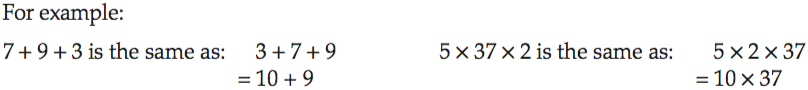 For example:
7 + 9 + 3 is the same as: 3 + 7 + 9 5 × 37 × 2 is the same as: 5 × 2 × 37
= 10 + 9 = 10 × 37